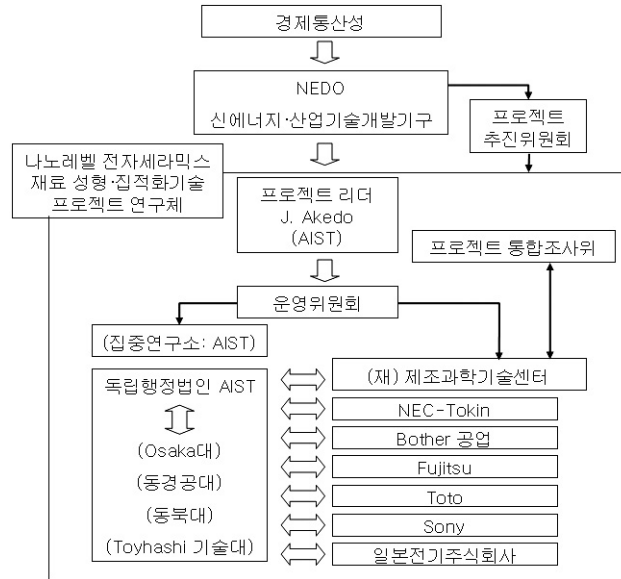 경제통산성
NEDO
신에너지·산업기술개발기구
프로젝트
추진위원회
나노레벨 전자세라믹스
재료 성형·집적화기술
프로젝트 연구체
프로젝트 리더
J. Akedo
(AIST)
프로젝트 통합조사위
운영위원회
(집중연구소: AIST)
독립행정법인 AIST
(Osaka대)
(동경공대)
(동북대)
(Toyhashi 기술대)
(재) 제조과학기술센터
NEC-Tokin
Bother 공업
Fujitsu
Toto
Sony
일본전기주식회사